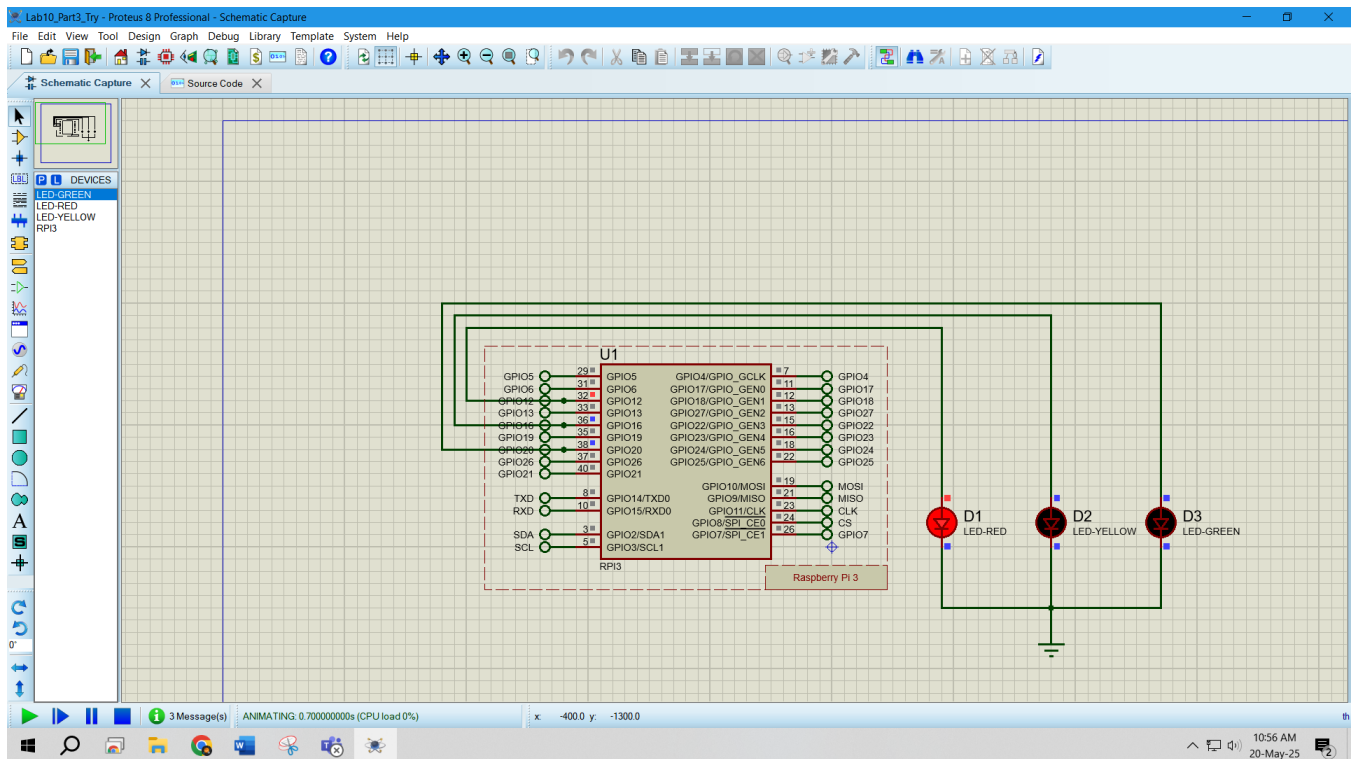 Lab10_Part3_Try - Proteus 8 Professional - Schematic Capture
File Edit View Tool Design Graph Debug Library Template System Help
Schematic Capture
Source Code
P L DEVICES
LED-GREEN
LED-RED
LED-YELLOW
RPI3
LBL
A
S
0°
U1
GPIO5 29 GPIO5 GPIO4/GPIO_GCLK 7 GPIO4
GPIO6 31 GPIO6 GPIO17/GPIO_GEN0 11 GPIO17
GPIO12 32 GPIO12 GPIO18/GPIO_GEN1 12 GPIO18
GPIO13 33 GPIO13 GPIO27/GPIO_GEN2 13 GPIO27
GPIO16 36 GPIO16 GPIO22/GPIO_GEN3 15 GPIO22
GPIO19 35 GPIO19 GPIO23/GPIO_GEN4 16 GPIO23
GPIO20 38 GPIO20 GPIO24/GPIO_GEN5 18 GPIO24
GPIO26 37 GPIO26 GPIO25/GPIO_GEN6 22 GPIO25
GPIO21 40 GPIO21
GPIO10/MOSI 19 MOSI
TXD 8 GPIO14/TXD0 GPIO9/MISO 21 MISO
RXD 10 GPIO15/RXD0 GPIO11/CLK 23 CLK
GPIO8/SPI_CE0 24 CS
SDA 3 GPIO2/SDA1 GPIO7/SPI_CE1 26 GPIO7
SCL 5 GPIO3/SCL1
RPI3
Raspberry Pi 3
D1
LED-RED
D2
LED-YELLOW
D3
LED-GREEN
3 Message(s) ANIMATING: 0.700000000s (CPU load 0%) x: -400.0 y: -1300.0 th
10:56 AM
20-May-25
2